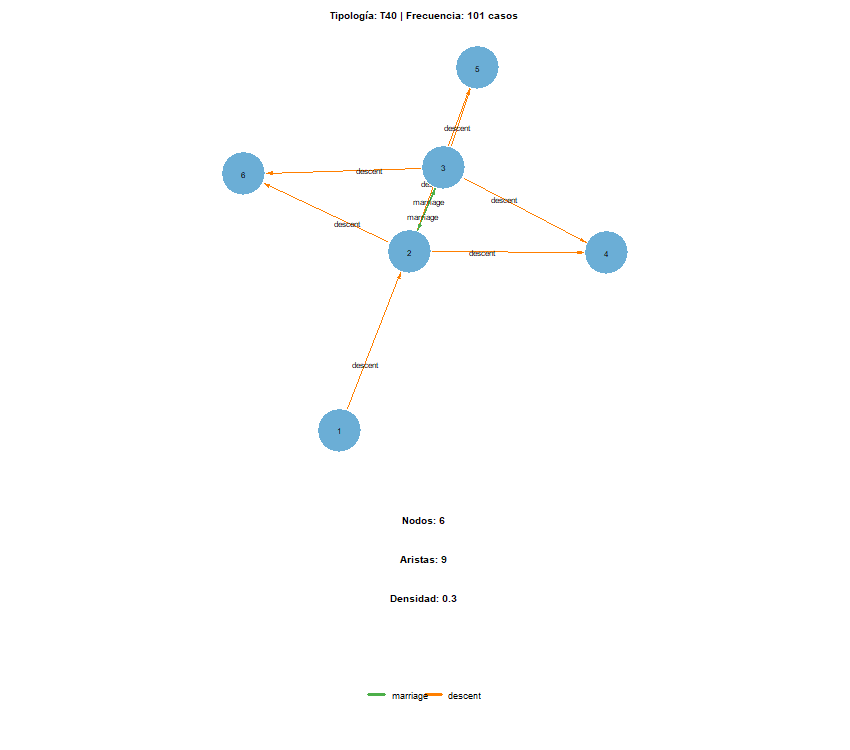 Tipología: T40 | Frecuencia: 101 casos
5
descent
3
6
descent
de..
descent
marriage
marriage
descent
2
descent
4
descent
1
Nodos: 6
Aristas: 9
Densidad: 0.3
marriage descent